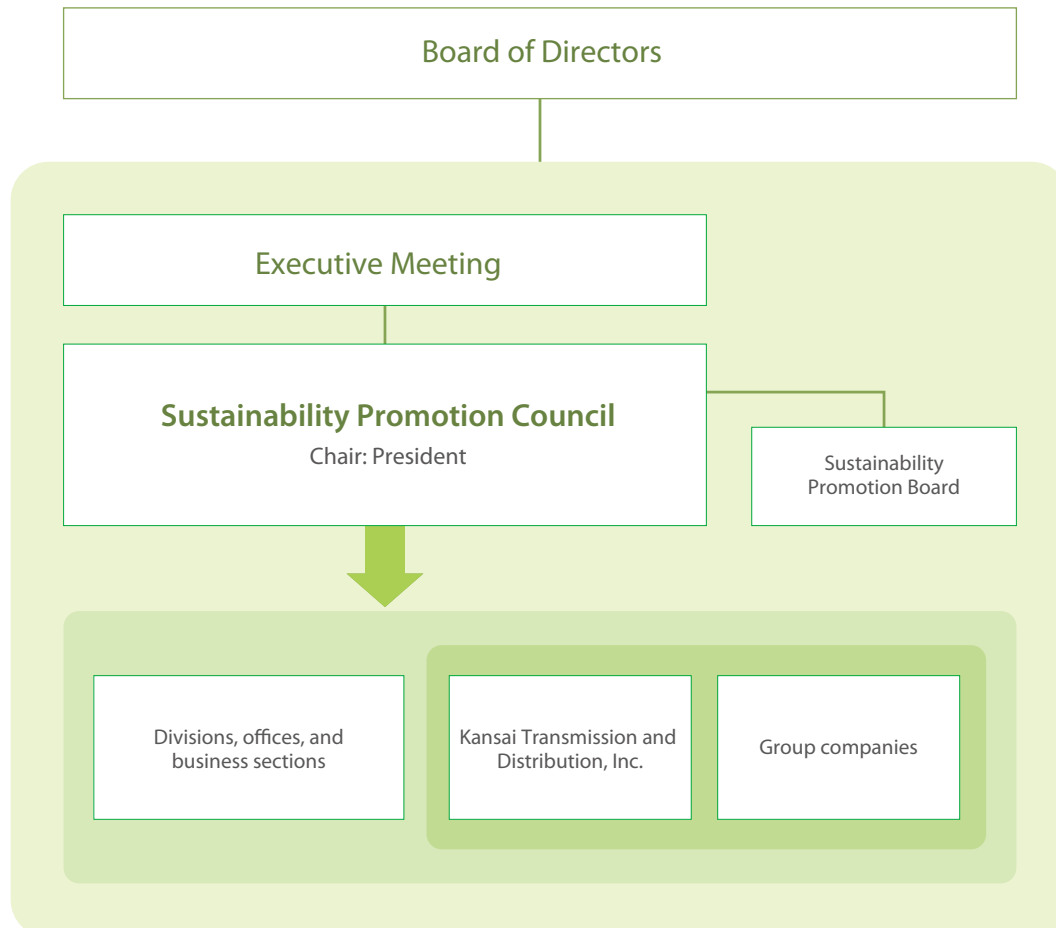 Board of Directors
Executive Meeting
Sustainability Promotion Council
Chair: President
Sustainability
Promotion Board
Divisions, offices, and
business sections
Kansai Transmission and
Distribution, Inc.
Group companies